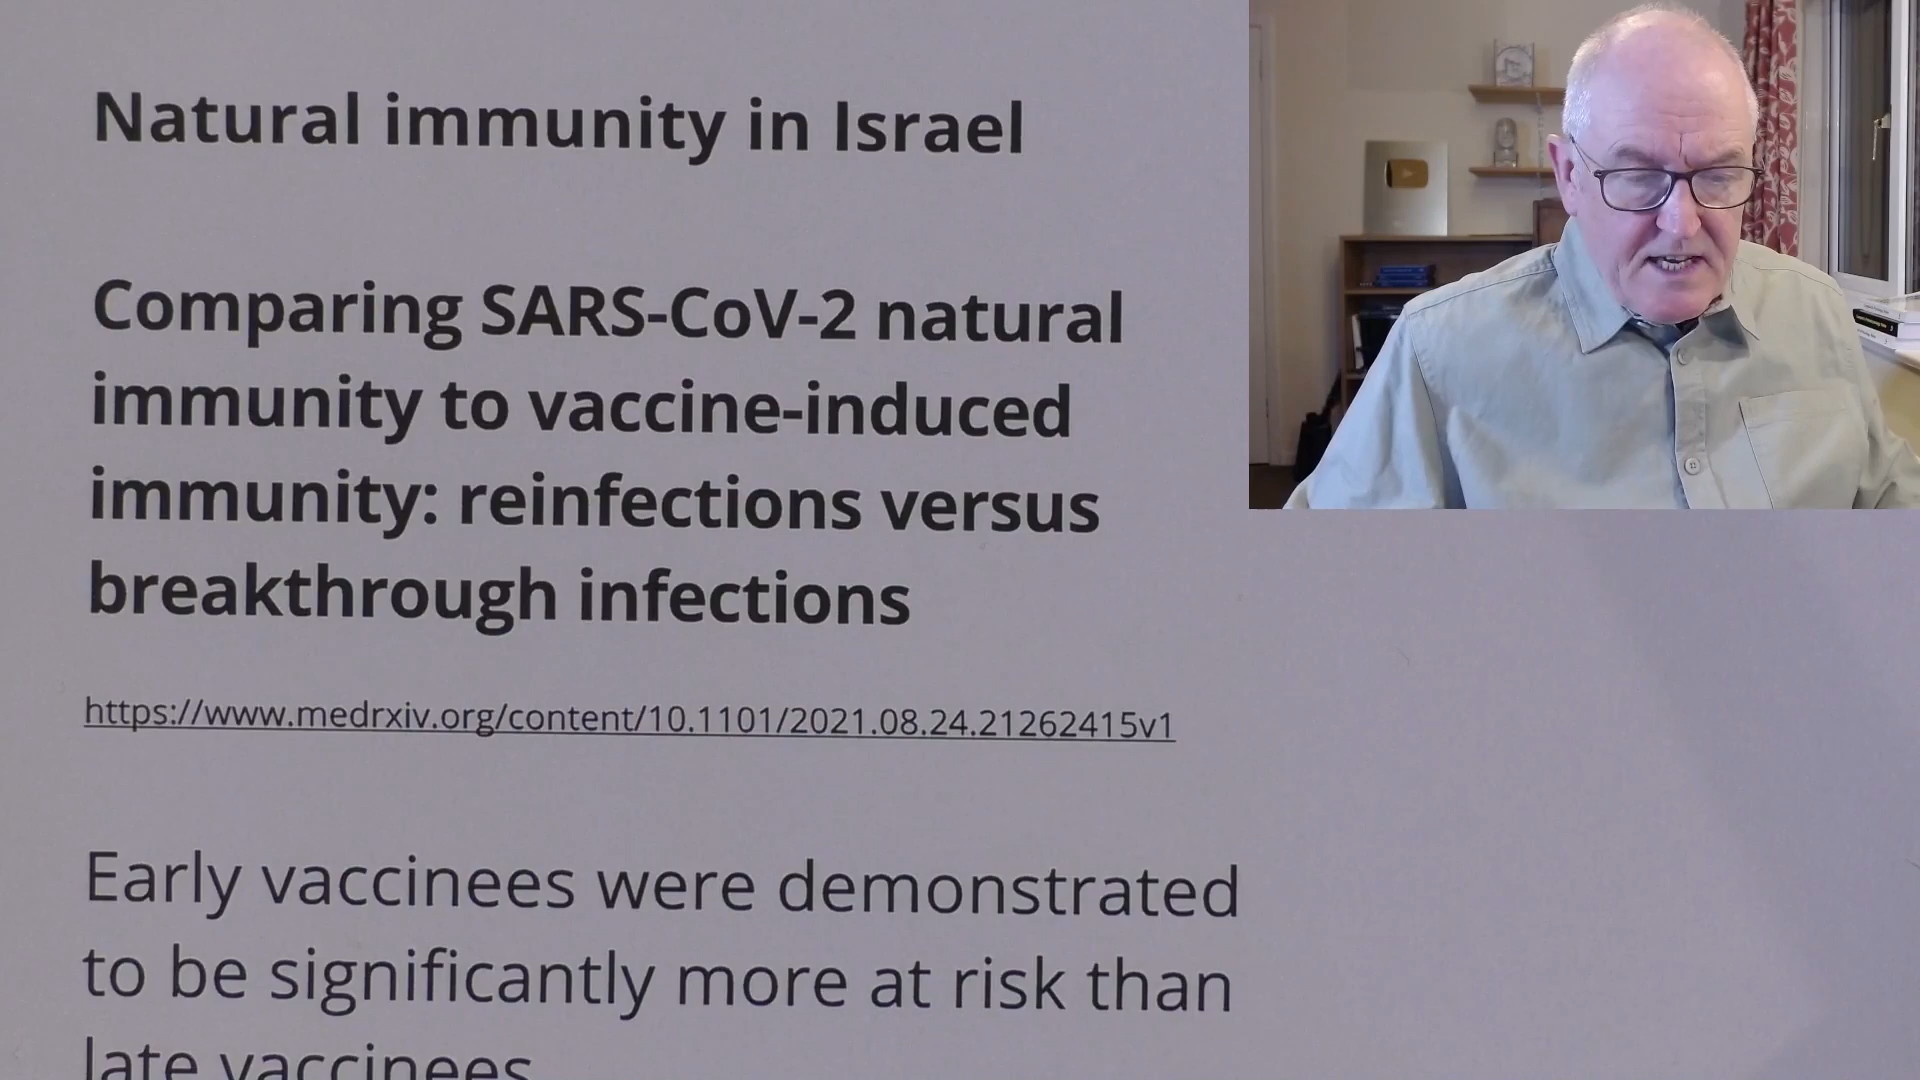 Natural immunity in Israel
Comparing SARS-CoV-2 natural
immunity to vaccine-induced
immunity: reinfections versus
breakthrough infections
https://www.medrxiv.org/content/10.1101/2021.08.24.21262415v1
Early vaccinees were demonstrated
to be significantly more at risk than
late vaccinees